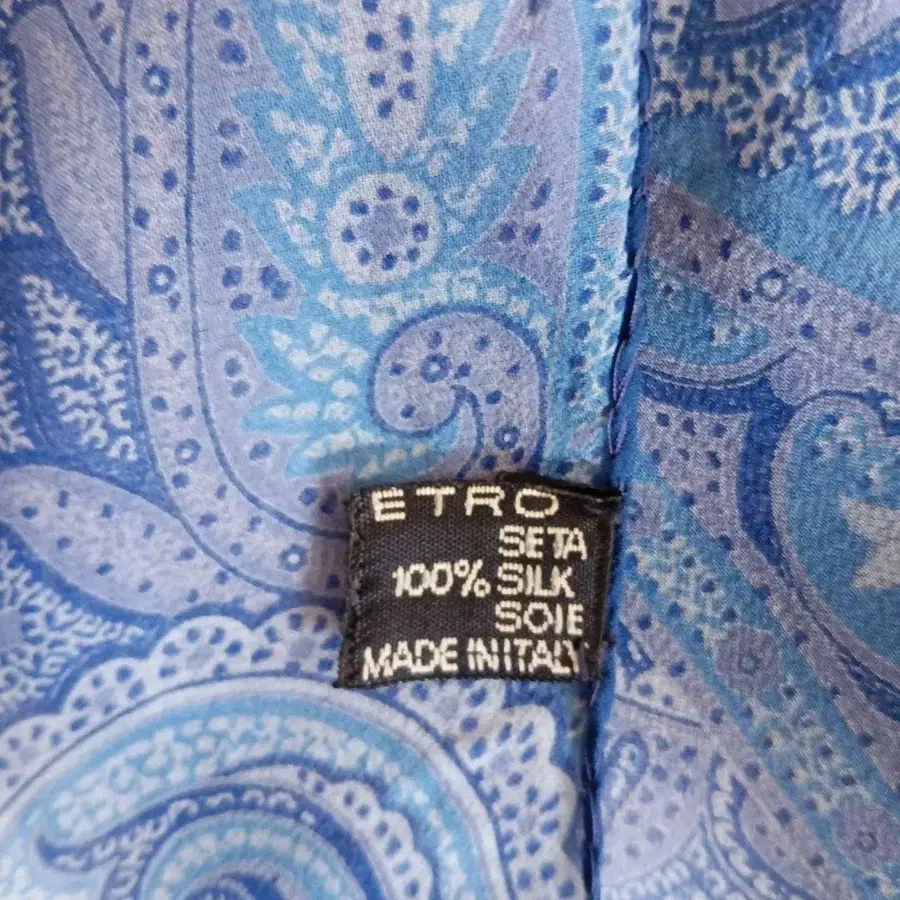 ETRO
SETA
100% SILK
SOIE
MADE IN ITALY